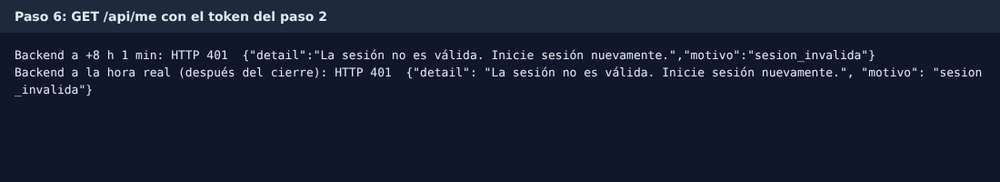 Paso 6: GET /api/me con el token del paso 2
Backend a +8 h 1 min: HTTP 401  {"detail":"La sesión no es válida. Inicie sesión nuevamente.","motivo":"sesion_invalida"}
Backend a la hora real (después del cierre): HTTP 401  {"detail": "La sesión no es válida. Inicie sesión nuevamente.", "motivo": "sesion
_invalida"}